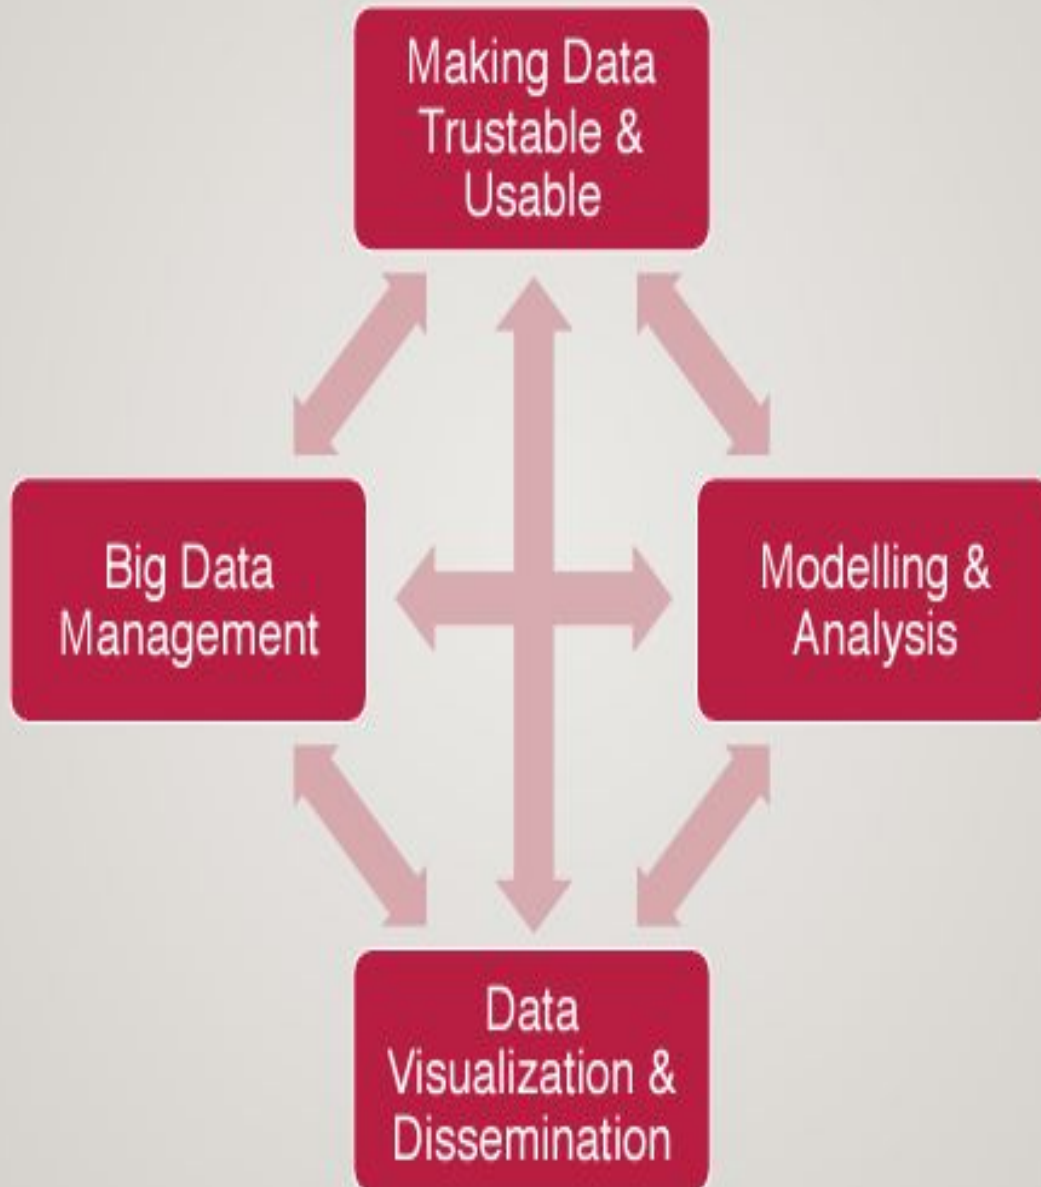 Making Data
Trustable &
Usable
Big Data
Management
Modelling &
Analysis
Data
Visualization &
Dissemination